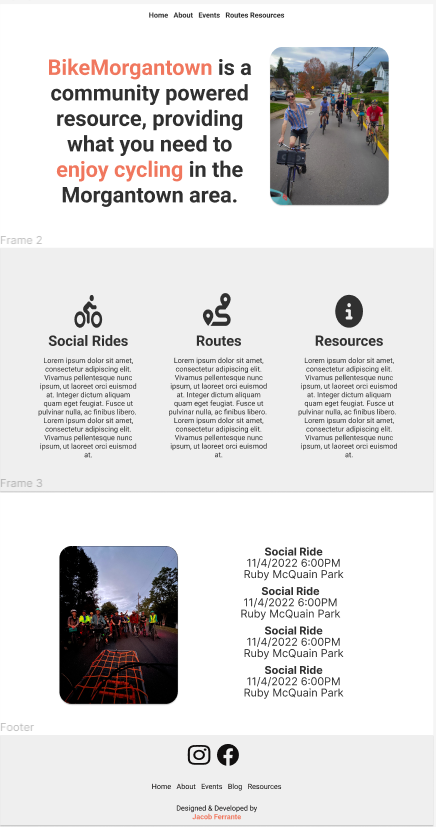 Home About Events Routes Resources
BikeMorgantown is a
community powered
resource, providing
what you need to
enjoy cycling in the
Morgantown area.
Frame 2
Social Rides
Lorem ipsum dolor sit amet,
consectetur adipiscing elit.
Vivamus pellentesque nunc
ipsum, ut laoreet orci euismod
at. Integer dictum aliquam
quam eget feugiat. Fusce ut
pulvinar nulla, ac finibus libero.
Lorem ipsum dolor sit amet,
consectetur adipiscing elit.
Vivamus pellentesque nunc
ipsum, ut laoreet orci euismod
at.
Routes
Lorem ipsum dolor sit amet,
consectetur adipiscing elit.
Vivamus pellentesque nunc
ipsum, ut laoreet orci euismod
at. Integer dictum aliquam
quam eget feugiat. Fusce ut
pulvinar nulla, ac finibus libero.
Lorem ipsum dolor sit amet,
consectetur adipiscing elit.
Vivamus pellentesque nunc
ipsum, ut laoreet orci euismod
at.
Resources
Lorem ipsum dolor sit amet,
consectetur adipiscing elit.
Vivamus pellentesque nunc
ipsum, ut laoreet orci euismod
at. Integer dictum aliquam
quam eget feugiat. Fusce ut
pulvinar nulla, ac finibus libero.
Lorem ipsum dolor sit amet,
consectetur adipiscing elit.
Vivamus pellentesque nunc
ipsum, ut laoreet orci euismod
at.
Frame 3
Social Ride
11/4/2022 6:00PM
Ruby McQuain Park
Social Ride
11/4/2022 6:00PM
Ruby McQuain Park
Social Ride
11/4/2022 6:00PM
Ruby McQuain Park
Social Ride
11/4/2022 6:00PM
Ruby McQuain Park
Footer
Home About Events Blog Resources
Designed & Developed by
Jacob Ferrante